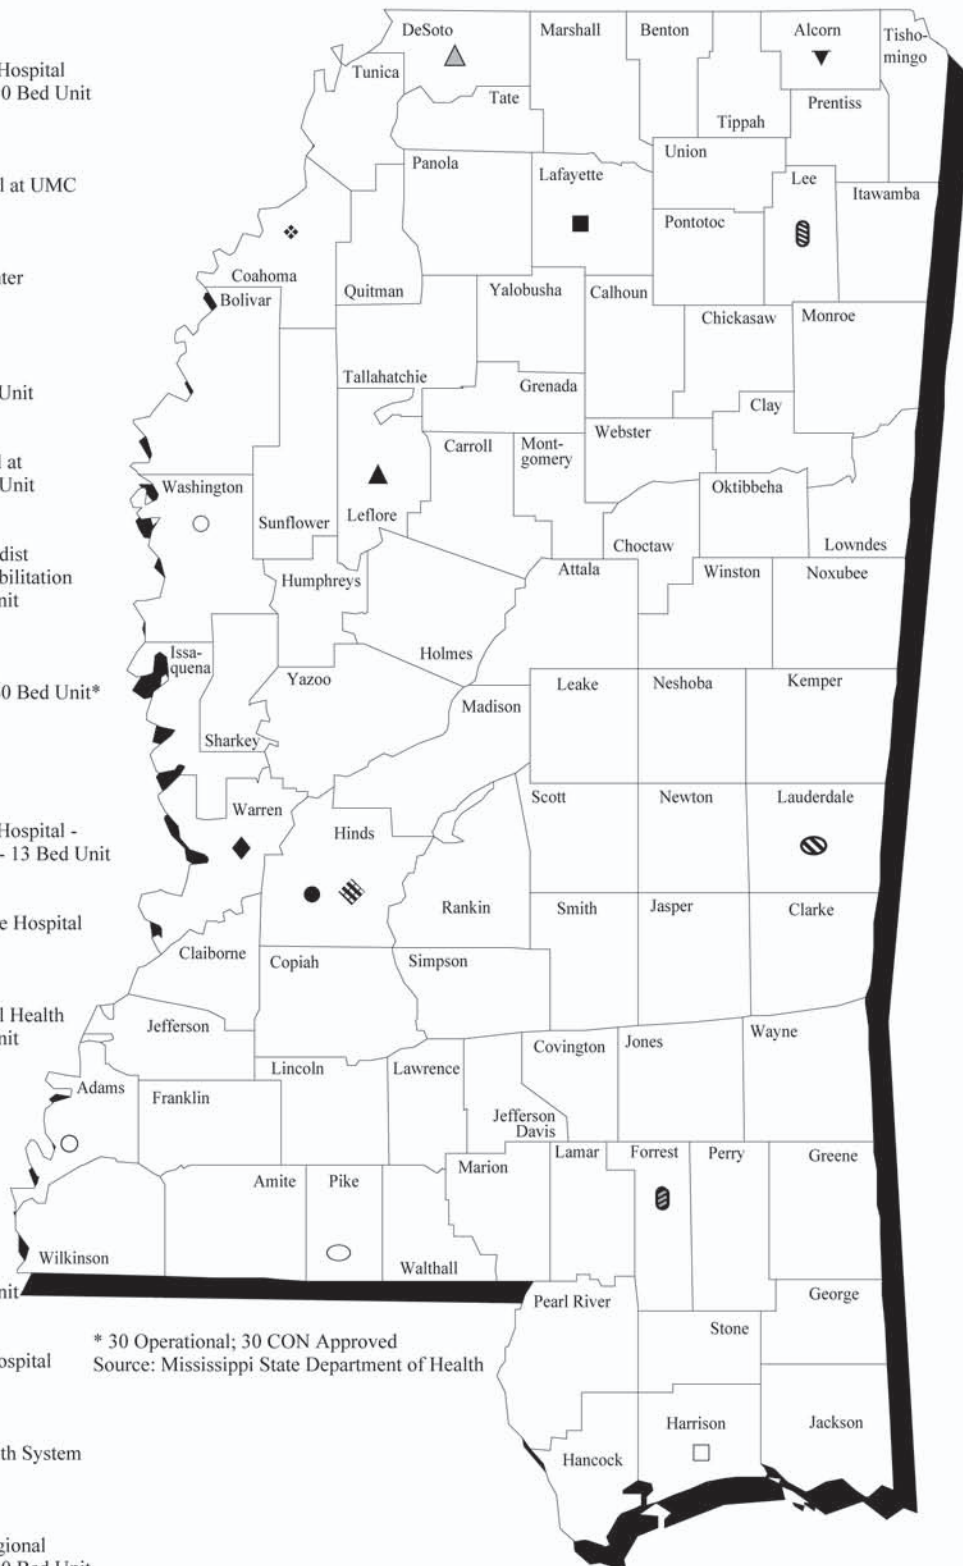 Hospital
0 Bed Unit
l at UMC
nter
Unit
l at
Unit
dist
bilitation
nit
60 Bed Unit*
Hospital -
- 13 Bed Unit
e Hospital
l Health
nit
nit
ospital
th System
gional
0 Bed Unit
DeSoto
Marshall
Benton
Alcorn
Tisho-
mingo
Tunica
Tate
Prentiss
Tippah
Union
Panola
Lafayette
Lee
Itawamba
Pontotoc
Coahoma
Quitman
Yalobusha
Calhoun
Bolivar
Chickasaw
Monroe
Tallahatchie
Grenada
Clay
Carroll
Mont-
gomery
Webster
Washington
Oktibbeha
Sunflower
Leflore
Choctaw
Lowndes
Humphreys
Attala
Winston
Noxubee
Holmes
Issa-
quena
Yazoo
Leake
Neshoba
Kemper
Madison
Sharkey
Warren
Scott
Newton
Lauderdale
Hinds
Rankin
Smith
Jasper
Clarke
Claiborne
Copiah
Simpson
Jefferson
Covington
Jones
Wayne
Lincoln
Lawrence
Adams
Franklin
Jefferson
Davis
Marion
Lamar
Forrest
Perry
Greene
Amite
Pike
Wilkinson
Walthall
Pearl River
George
Stone
* 30 Operational; 30 CON Approved
Source: Mississippi State Department of Health
Harrison
Jackson
Hancock